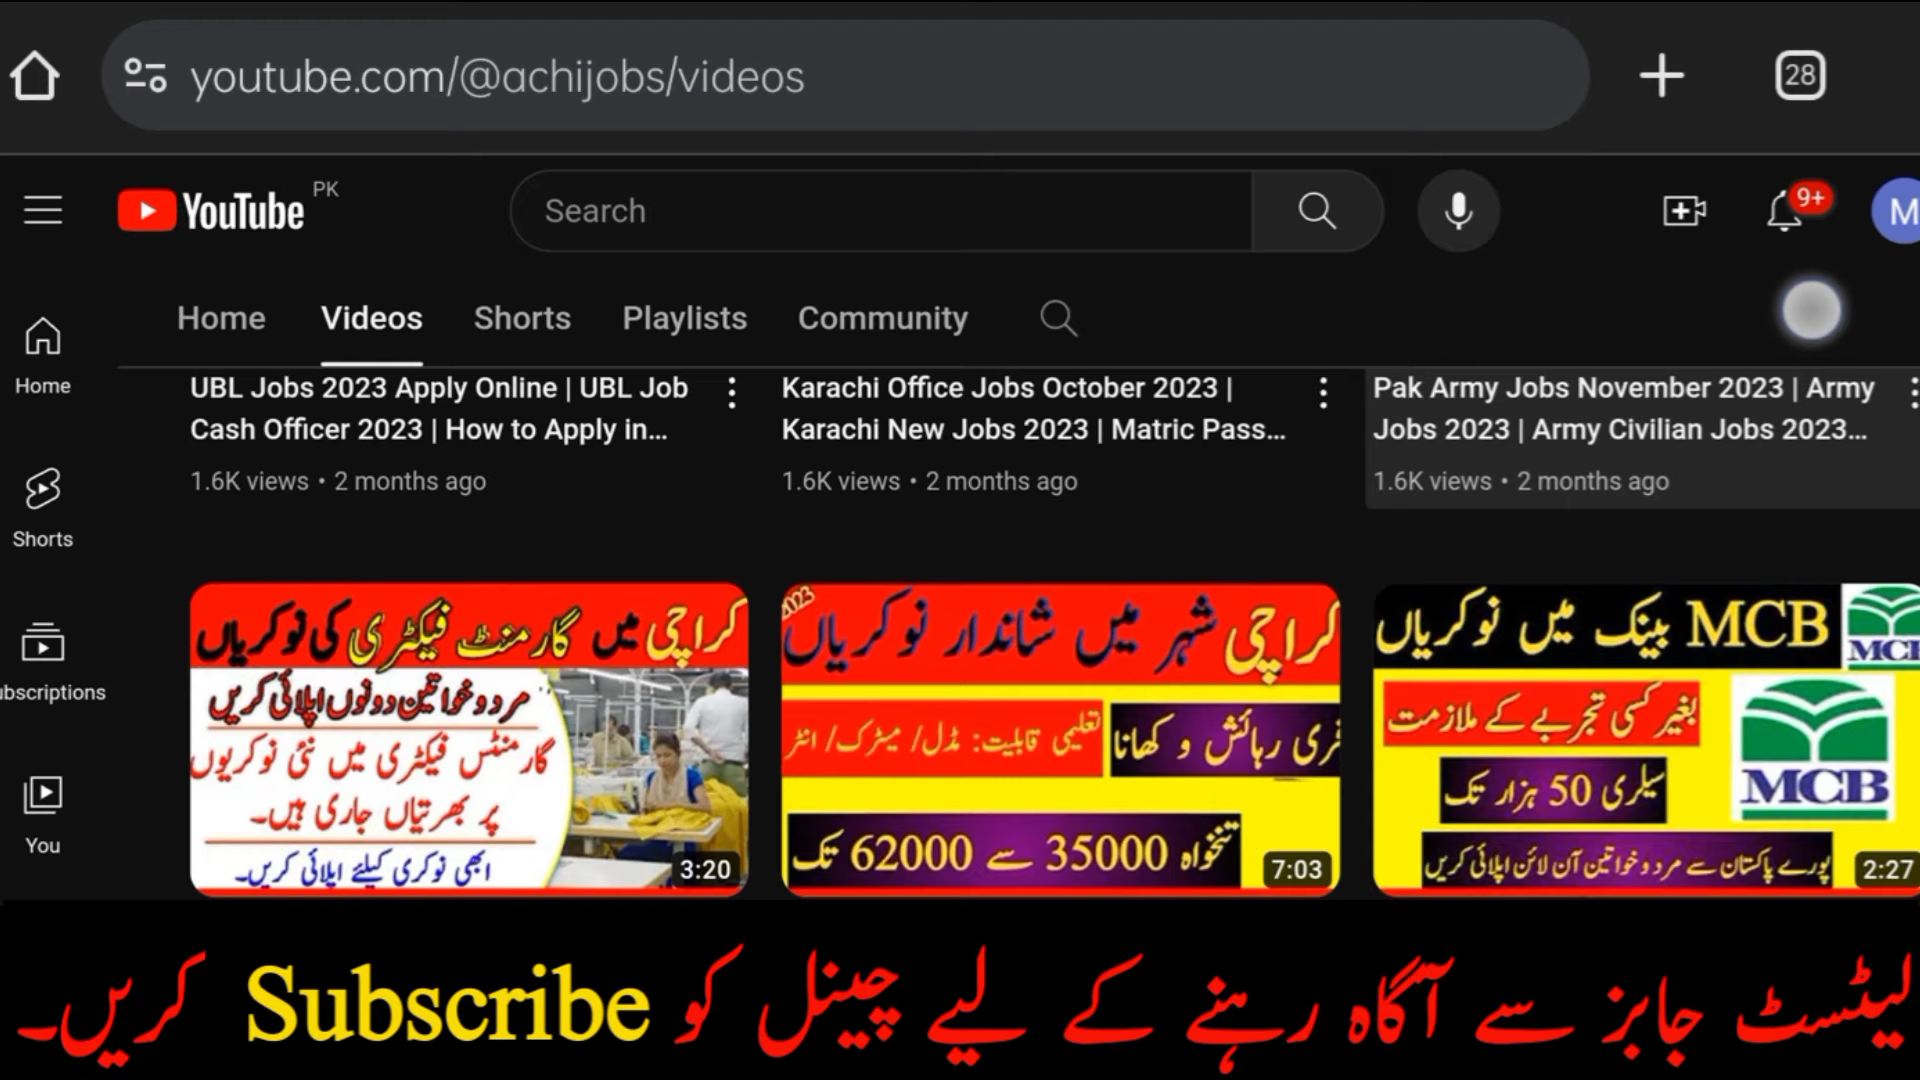 youtube.com/@achijobs/videos
28
YouTube PK
Search
9+
M
Home Videos Shorts Playlists Community
Home
Shorts
ubscriptions
You
UBL Jobs 2023 Apply Online | UBL Job
Cash Officer 2023 | How to Apply in...
1.6K views • 2 months ago
Karachi Office Jobs October 2023 |
Karachi New Jobs 2023 | Matric Pass...
1.6K views • 2 months ago
Pak Army Jobs November 2023 | Army
Jobs 2023 | Army Civilian Jobs 2023...
1.6K views • 2 months ago
کراچی میں گارمنٹ فیکٹری کی نوکریاں
مرد و خواتین دونوں اپلائی کریں
گارمنٹس فیکٹری میں نئی نوکریوں
پر بھرتیاں جاری ہیں۔
ابھی نوکری کیلئے اپلائی کریں۔
3:20
2023
کراچی شہر میں شاندار نوکریاں
فری رہائش و کھانا
تعلیمی قابلیت: مڈل/ میٹرک/ انٹر
تنخواہ 35000 سے 62000 تک
7:03
MCB بینک میں نوکریاں
MCB
بغیر کسی تجربے کے ملازمت
سیلری 50 ہزار تک
MCB
پورے پاکستان سے مرد و خواتین آن لائن اپلائی کریں
2:27
لیٹسٹ جابز سے آگاہ رہنے کے لیے چینل کو Subscribe کریں۔